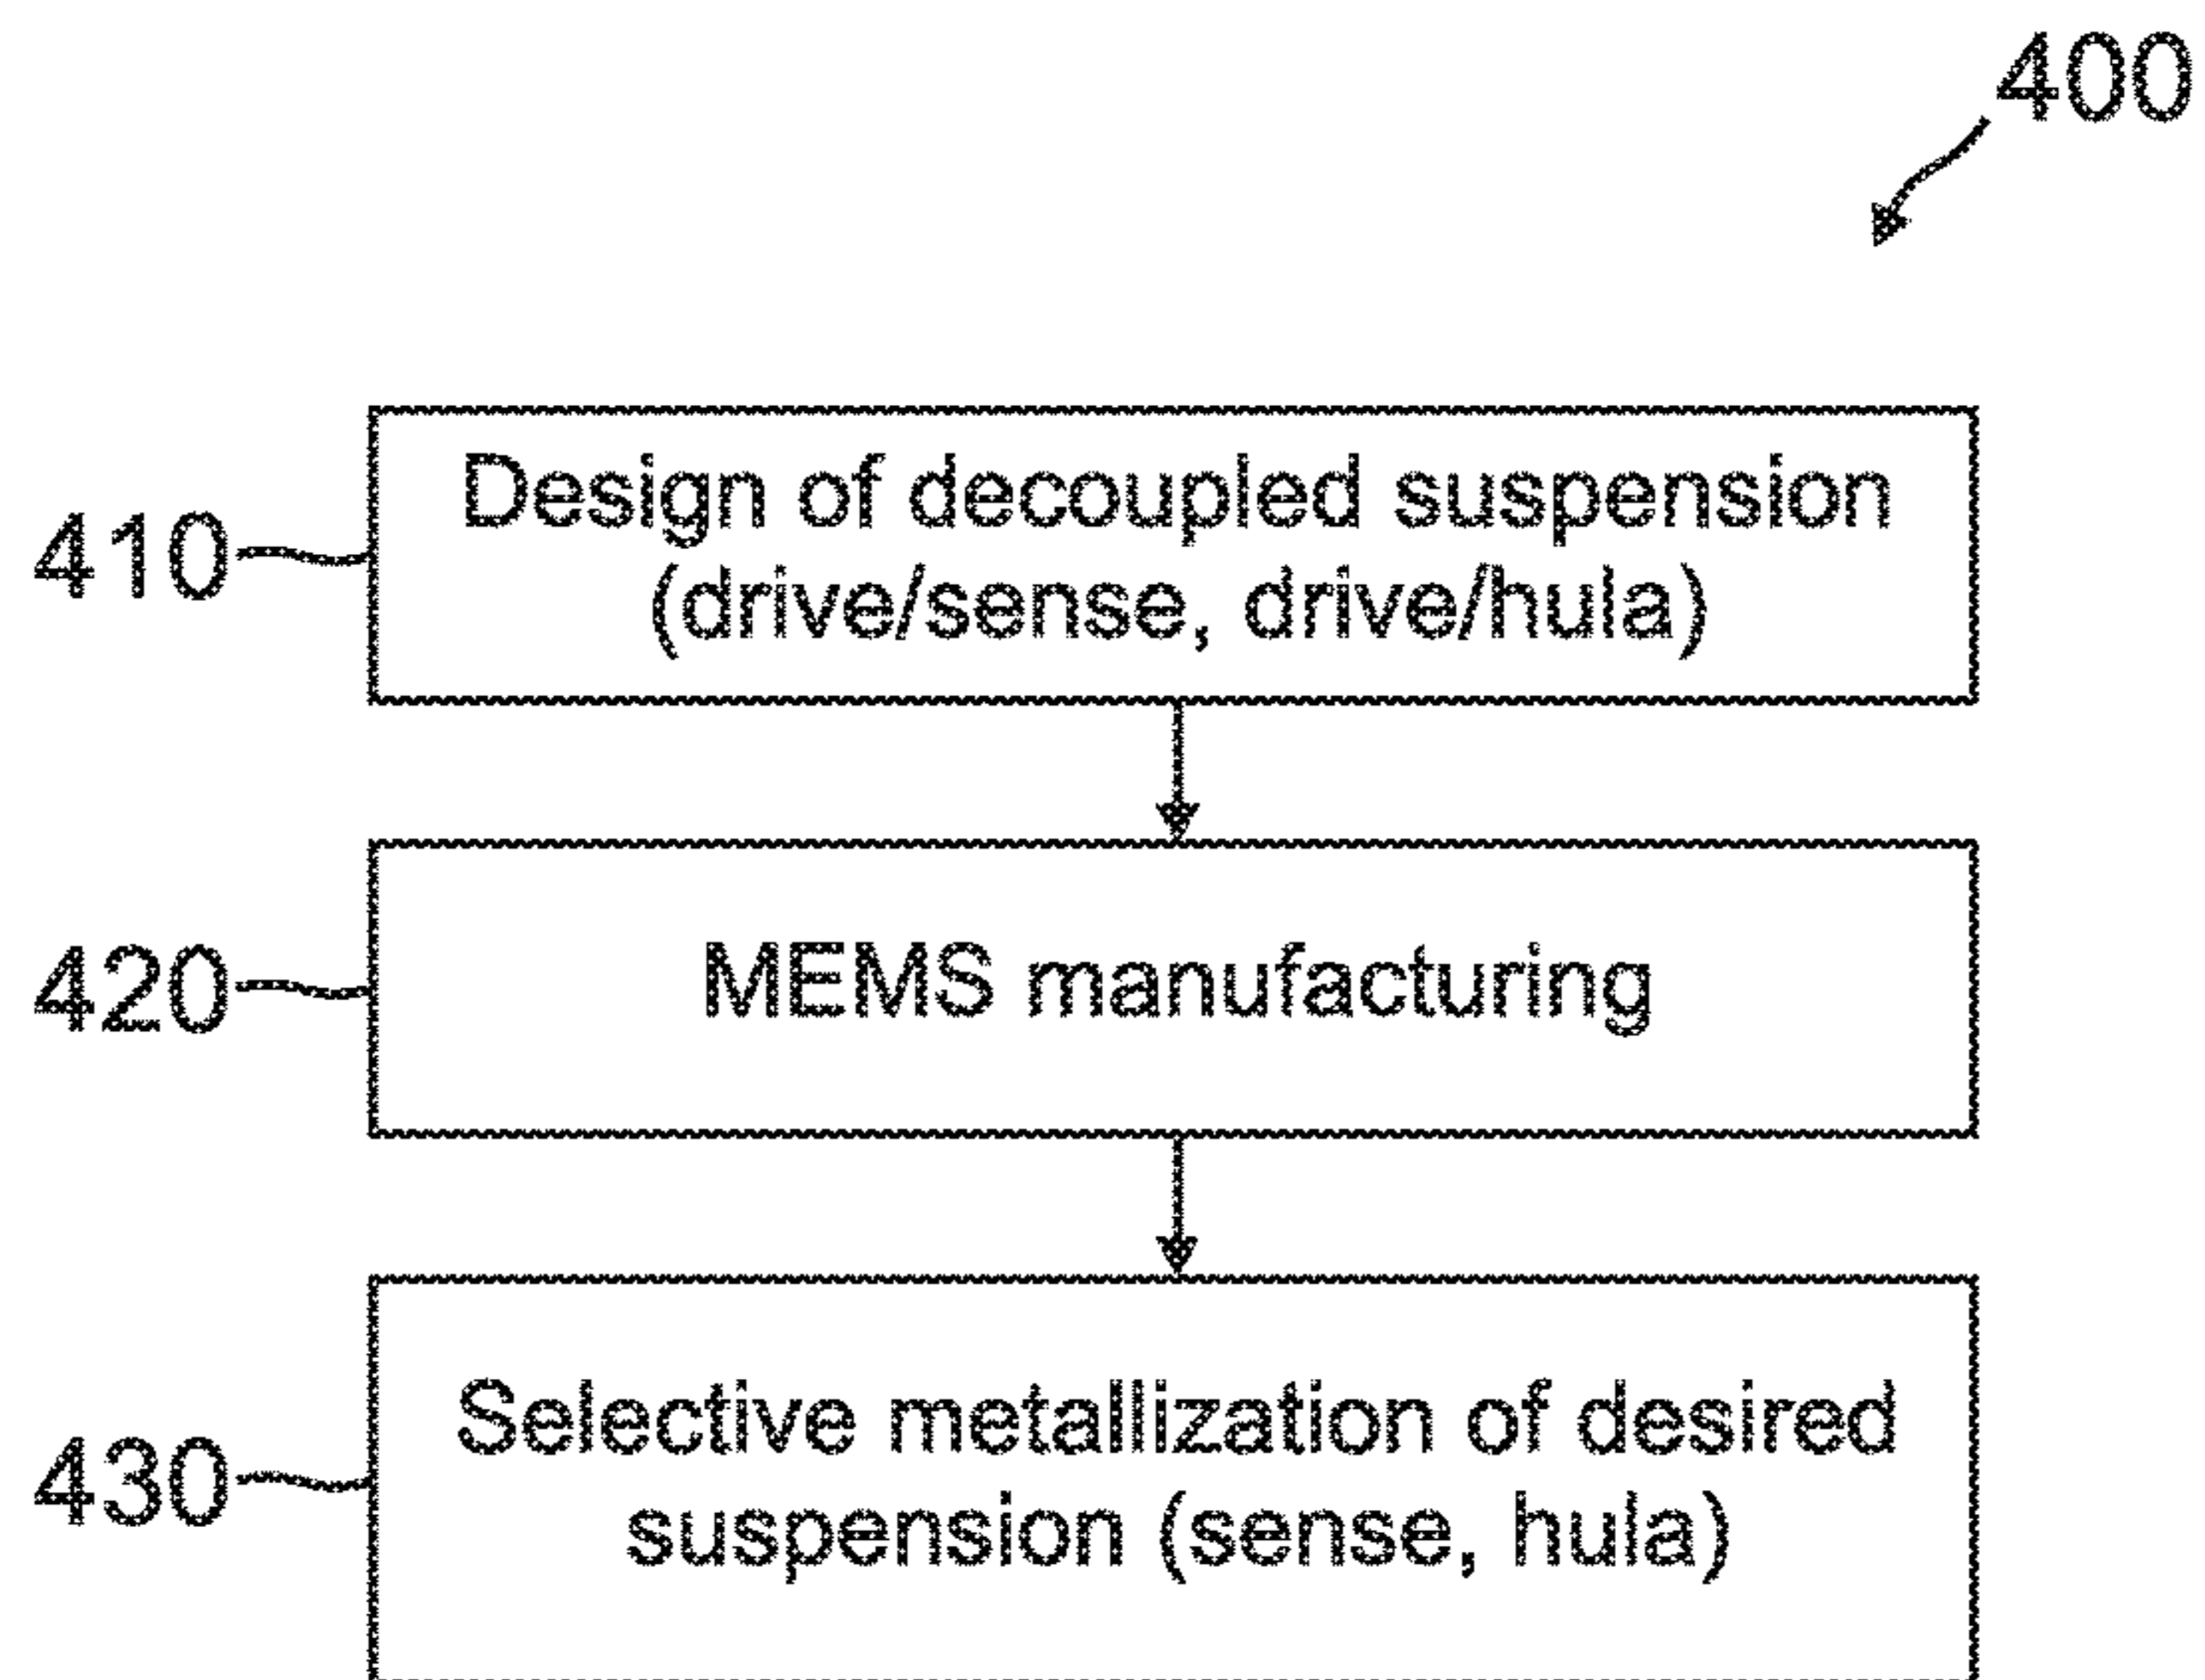 400
410
Design of decoupled suspension
(drive/sense, drive/hula)
420
MEMS manufacturing
430
Selective metallization of desired
suspension (sense, hula)